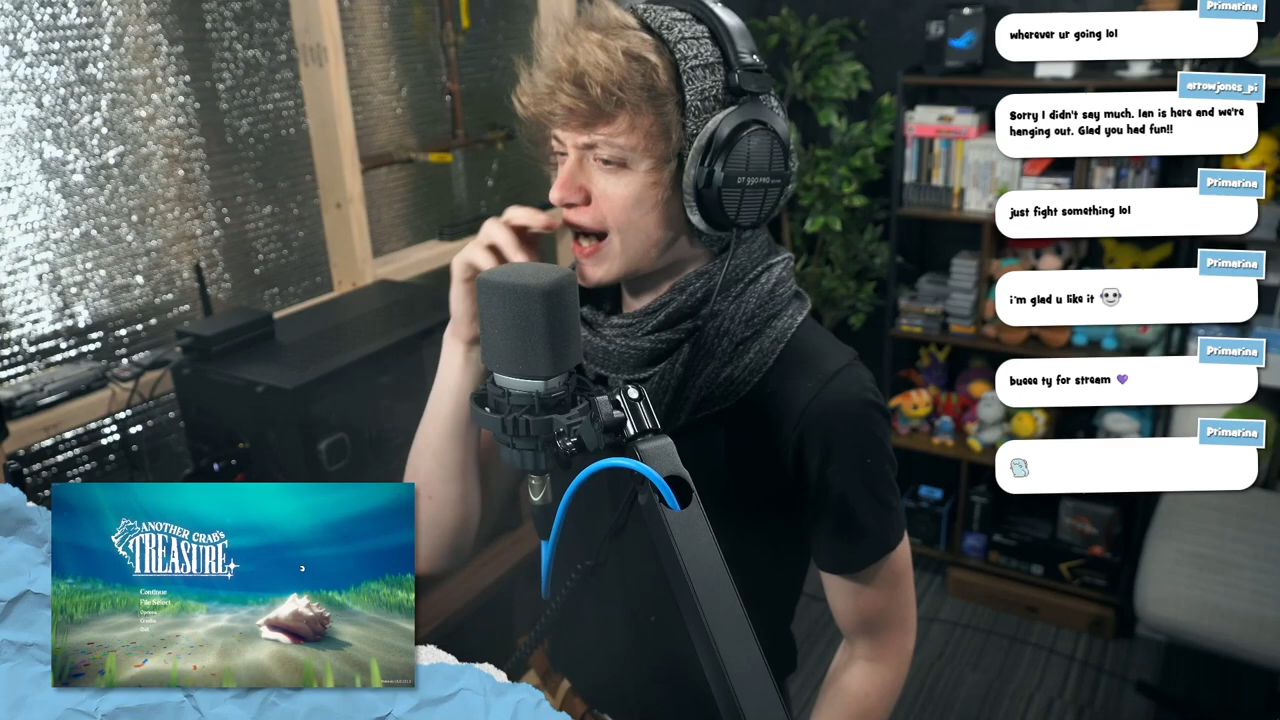 Primarina
wherever ur going lol
arrowjones_pi
Sorry I didn't say much. Ian is here and we're
hanging out. Glad you had fun!!
Primarina
just fight something lol
Primarina
i'm glad u like it
Primarina
bueee ty for stream
Primarina
DT 990 PRO
ANOTHER CRAB'S
TREASURE
Continue
File Select
Options
Credits
Quit